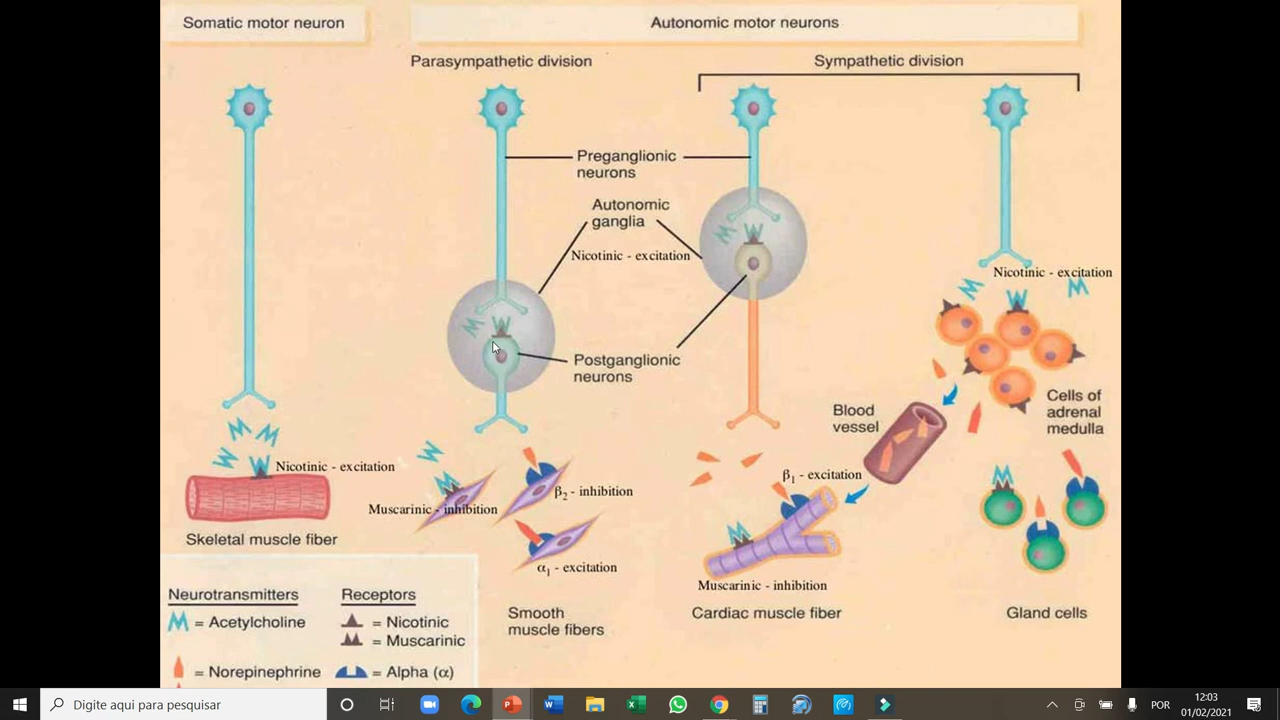 Somatic motor neuron
Autonomic motor neurons
Parasympathetic division
Sympathetic division
Preganglionic
neurons
Autonomic
ganglia
Nicotinic - excitation
Nicotinic - excitation
Postganglionic
neurons
Blood
vessel
Cells of
adrenal
medulla
Nicotinic - excitation
β1 - excitation
β2 - inhibition
Muscarinic - inhibition
Skeletal muscle fiber
α1 - excitation
Muscarinic - inhibition
Smooth
muscle fibers
Cardiac muscle fiber
Gland cells
Neurotransmitters
Receptors
= Acetylcholine
= Nicotinic
= Muscarinic
= Norepinephrine
= Alpha (α)
Digite aqui para pesquisar
POR
12:03
01/02/2021